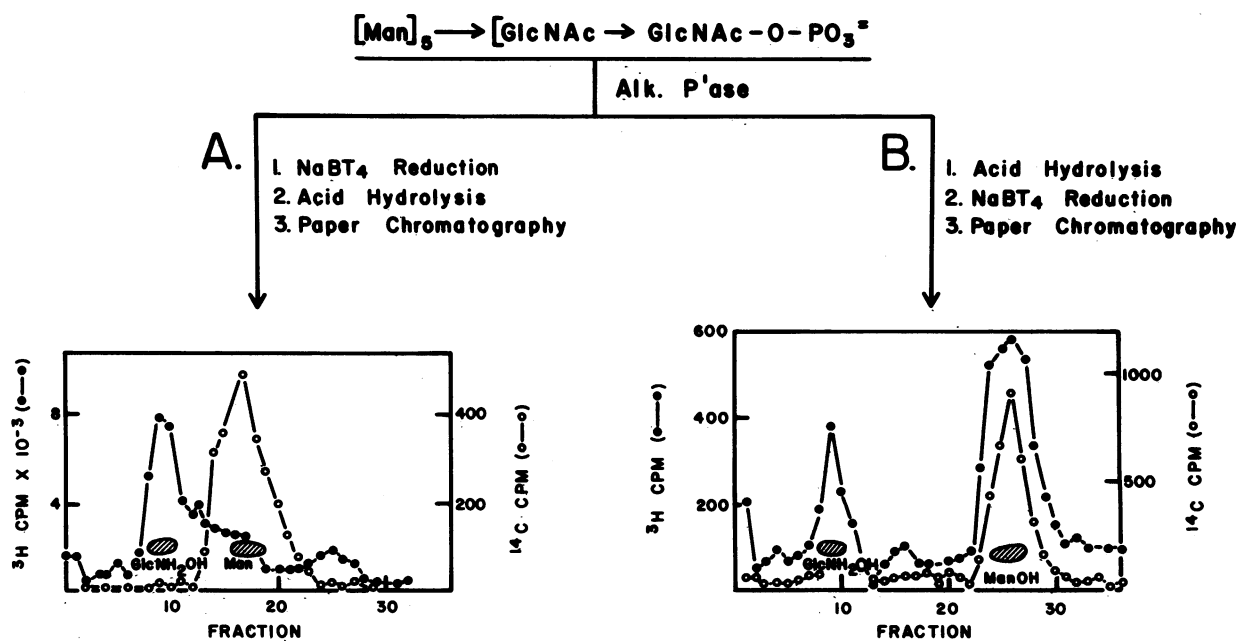 [Man]5 → [GlcNAc → GlcNAc-O-PO3=
Alk. P'ase
A.
1. NaBT4 Reduction
2. Acid Hydrolysis
3. Paper Chromatography
B.
1. Acid Hydrolysis
2. NaBT4 Reduction
3. Paper Chromatography
3H CPM X 10-3 (●—●)
8
4
400
200
14C CPM (○—○)
GlcNH2OH
Man
10
20
30
FRACTION
3H CPM (●—●)
600
400
200
1000
500
14C CPM (○—○)
GlcNH2OH
ManOH
10
20
30
FRACTION